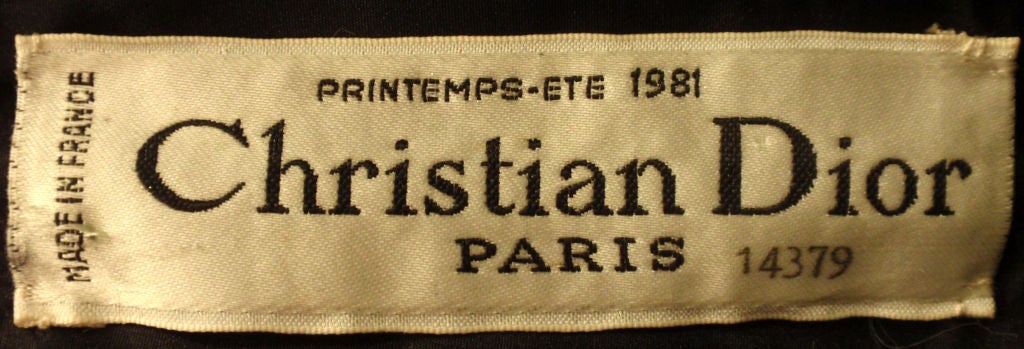 MADE IN FRANCE
PRINTEMPS-ETE 1981
Christian Dior
PARIS 14379